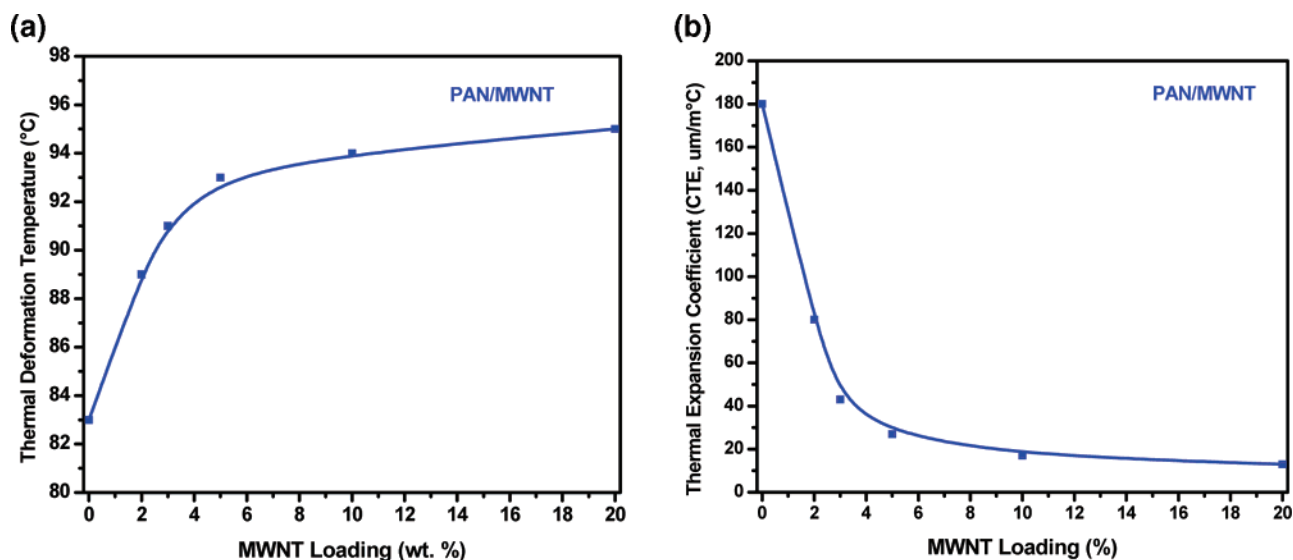 (a)
Thermal Deformation Temperature (°C)
98
96
94
92
90
88
86
84
82
80
PAN/MWNT
0 2 4 6 8 10 12 14 16 18 20
MWNT Loading (wt. %)
(b)
Thermal Expansion Coefficient (CTE, um/m°C)
200
180
160
140
120
100
80
60
40
20
0
PAN/MWNT
0 2 4 6 8 10 12 14 16 18 20
MWNT Loading (%)